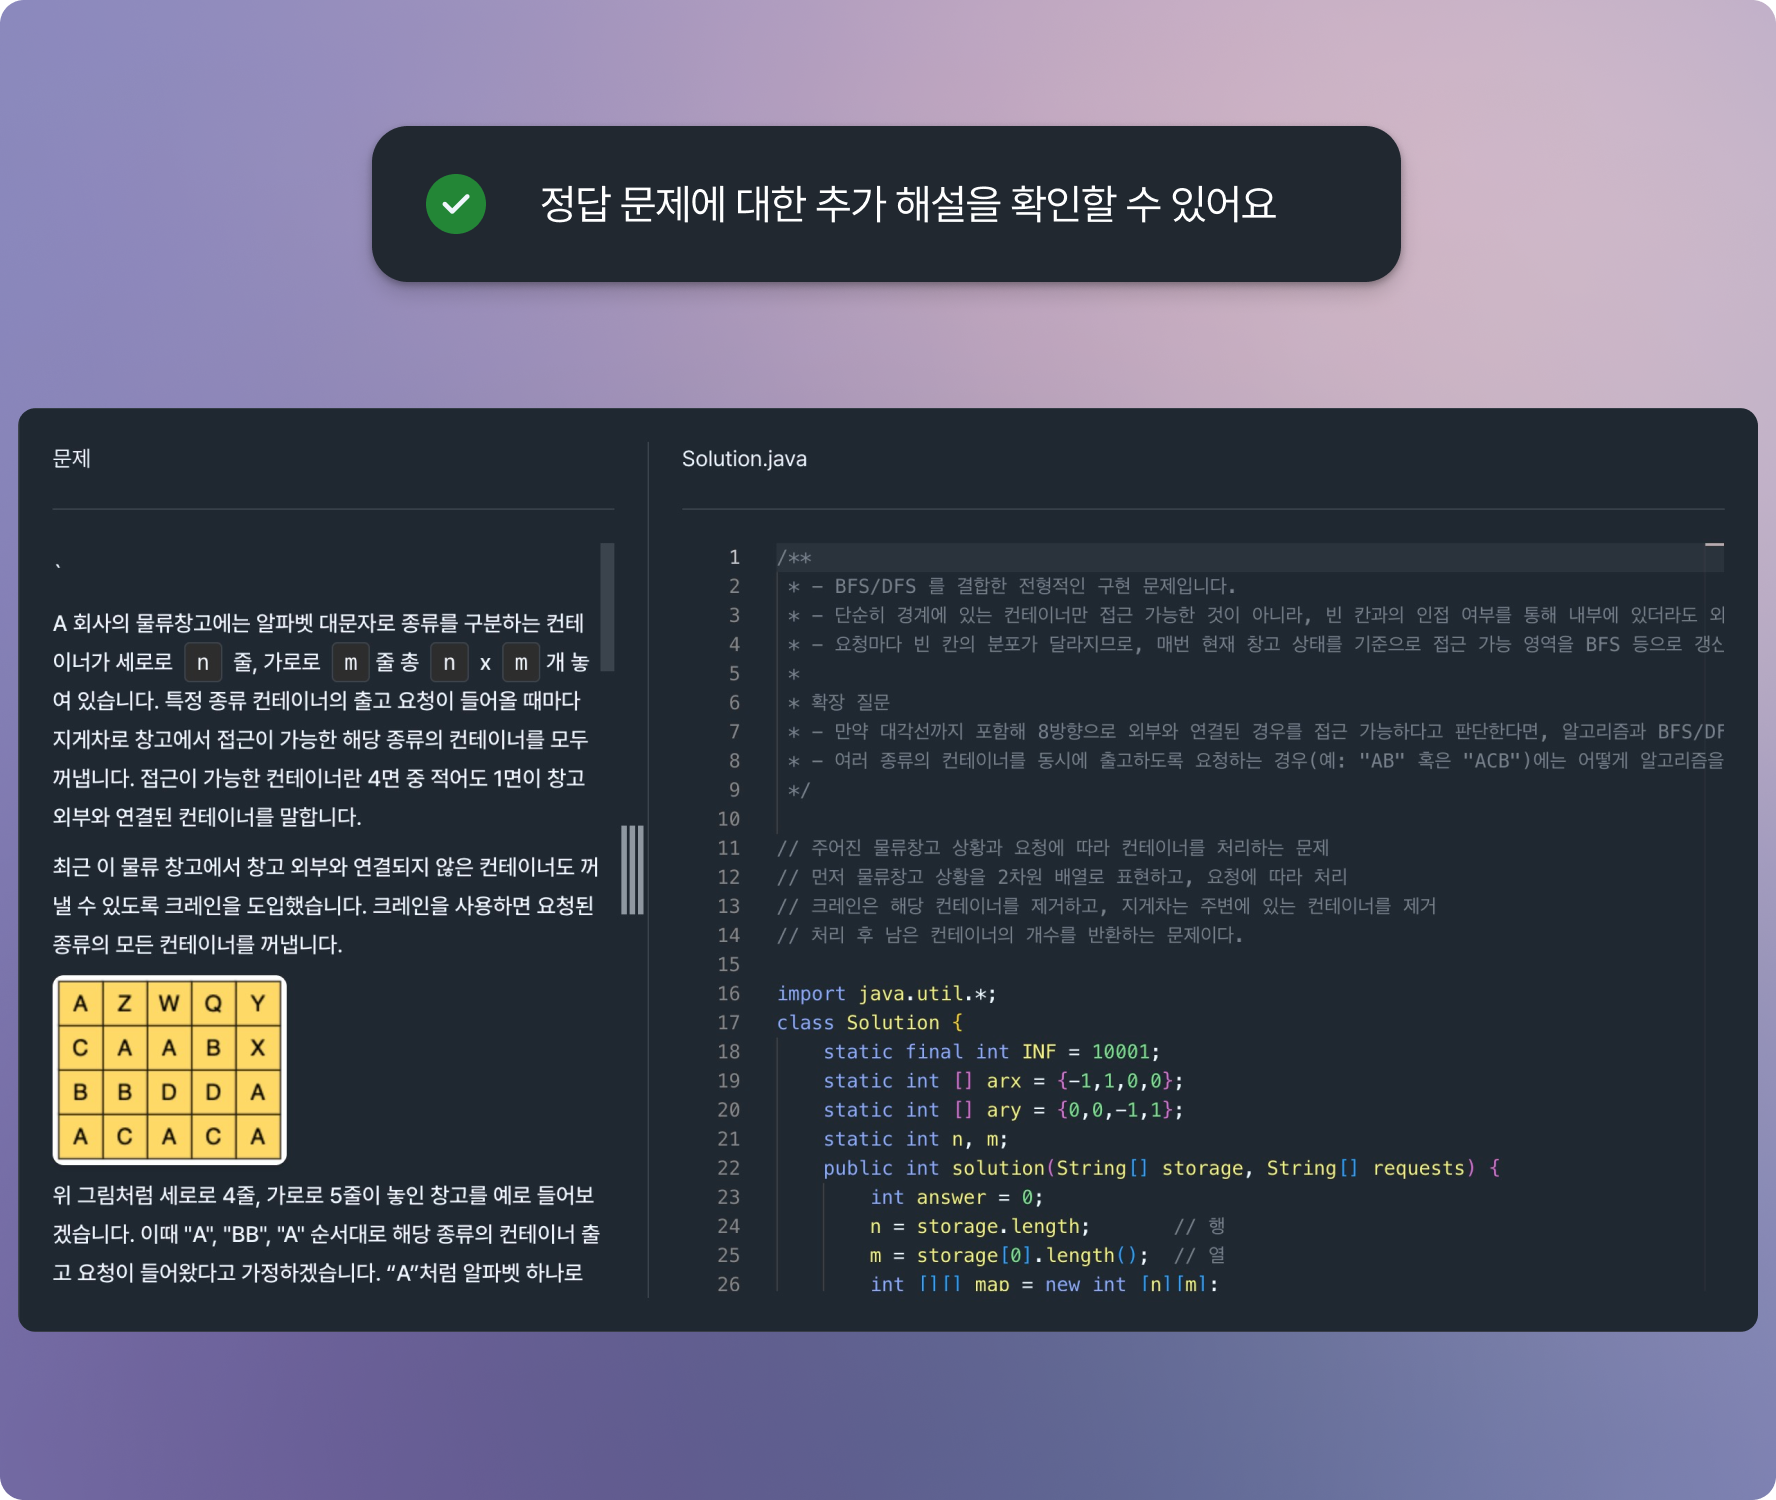 정답 문제에 대한 추가 해설을 확인할 수 있어요
문제
`
A 회사의 물류창고에는 알파벳 대문자로 종류를 구분하는 컨테
이너가 세로로 n 줄, 가로로 m 줄 총 n x m 개 놓
여 있습니다. 특정 종류 컨테이너의 출고 요청이 들어올 때마다
지게차로 창고에서 접근이 가능한 해당 종류의 컨테이너를 모두
꺼냅니다. 접근이 가능한 컨테이너란 4면 중 적어도 1면이 창고
외부와 연결된 컨테이너를 말합니다.
최근 이 물류 창고에서 창고 외부와 연결되지 않은 컨테이너도 꺼
낼 수 있도록 크레인을 도입했습니다. 크레인을 사용하면 요청된
종류의 모든 컨테이너를 꺼냅니다.
A Z W Q Y
C A A B X
B B D D A
A C A C A
위 그림처럼 세로로 4줄, 가로로 5줄이 놓인 창고를 예로 들어보
겠습니다. 이때 "A", "BB", "A" 순서대로 해당 종류의 컨테이너 출
고 요청이 들어왔다고 가정하겠습니다. “A”처럼 알파벳 하나로
Solution.java
1 /**
2 * - BFS/DFS 를 결합한 전형적인 구현 문제입니다.
3 * - 단순히 경계에 있는 컨테이너만 접근 가능한 것이 아니라, 빈 칸과의 인접 여부를 통해 내부에 있더라도 외
4 * - 요청마다 빈 칸의 분포가 달라지므로, 매번 현재 창고 상태를 기준으로 접근 가능 영역을 BFS 등으로 갱신
5 *
6 * 확장 질문
7 * - 만약 대각선까지 포함해 8방향으로 외부와 연결된 경우를 접근 가능하다고 판단한다면, 알고리즘과 BFS/DF
8 * - 여러 종류의 컨테이너를 동시에 출고하도록 요청하는 경우(예: "AB" 혹은 "ACB")에는 어떻게 알고리즘을
9 */
10
11 // 주어진 물류창고 상황과 요청에 따라 컨테이너를 처리하는 문제
12 // 먼저 물류창고 상황을 2차원 배열로 표현하고, 요청에 따라 처리
13 // 크레인은 해당 컨테이너를 제거하고, 지게차는 주변에 있는 컨테이너를 제거
14 // 처리 후 남은 컨테이너의 개수를 반환하는 문제이다.
15
16 import java.util.*;
17 class Solution {
18 static final int INF = 10001;
19 static int [] arx = {-1,1,0,0};
20 static int [] ary = {0,0,-1,1};
21 static int n, m;
22 public int solution(String[] storage, String[] requests) {
23 int answer = 0;
24 n = storage.length; // 행
25 m = storage[0].length(); // 열
26 int [][] map = new int [n][m];